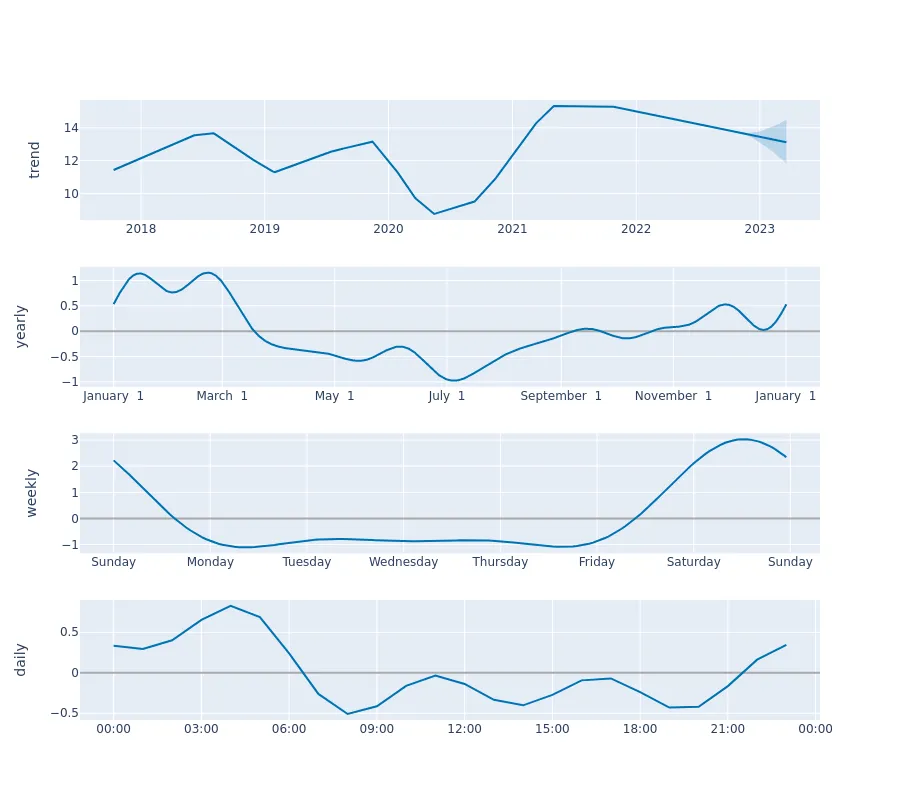 trend
14
12
10
2018 2019 2020 2021 2022 2023
yearly
1
0.5
0
−0.5
−1
January 1 March 1 May 1 July 1 September 1 November 1 January 1
weekly
3
2
1
0
−1
Sunday Monday Tuesday Wednesday Thursday Friday Saturday Sunday
daily
0.5
0
−0.5
00:00 03:00 06:00 09:00 12:00 15:00 18:00 21:00 00:00